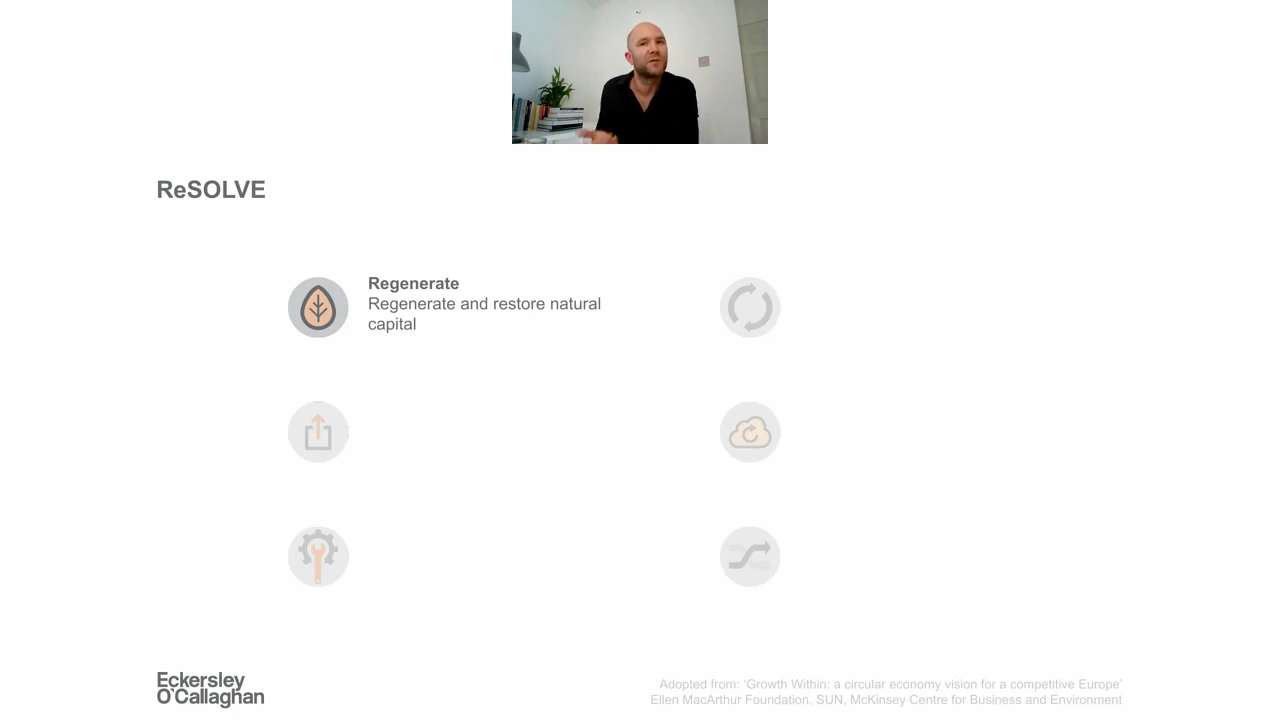 ReSOLVE
Regenerate
Regenerate and restore natural
capital
Eckersley
O`Callaghan
Adopted from: ‘Growth Within: a circular economy vision for a competitive Europe’
Ellen MacArthur Foundation, SUN, McKinsey Centre for Business and Environment